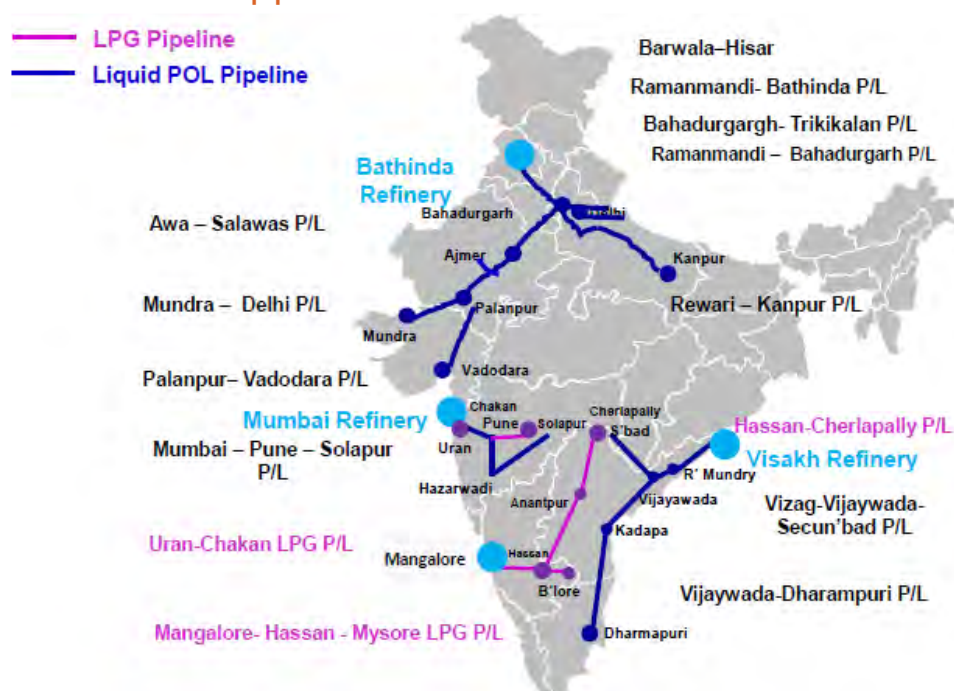 LPG Pipeline
Liquid POL Pipeline
Barwala–Hisar
Ramanmandi- Bathinda P/L
Bahadurgargh- Trikikalan P/L
Ramanmandi – Bahadurgarh P/L
Bathinda
Refinery
Bahadurgarh
Delhi
Awa – Salawas P/L
Ajmer
Kanpur
Mundra – Delhi P/L
Palanpur
Rewari – Kanpur P/L
Mundra
Vadodara
Palanpur– Vadodara P/L
Mumbai Refinery
Chakan
Pune
Solapur
Uran
Cherlapally
S'bad
Hassan-Cherlapally P/L
Visakh Refinery
Mumbai – Pune – Solapur
P/L
Hazarwadi
R' Mundry
Anantpur
Vijayawada
Vizag-Vijaywada-
Secun'bad P/L
Kadapa
Uran-Chakan LPG P/L
Mangalore
Hassan
B'lore
Vijaywada-Dharampuri P/L
Mangalore- Hassan - Mysore LPG P/L
Dharmapuri